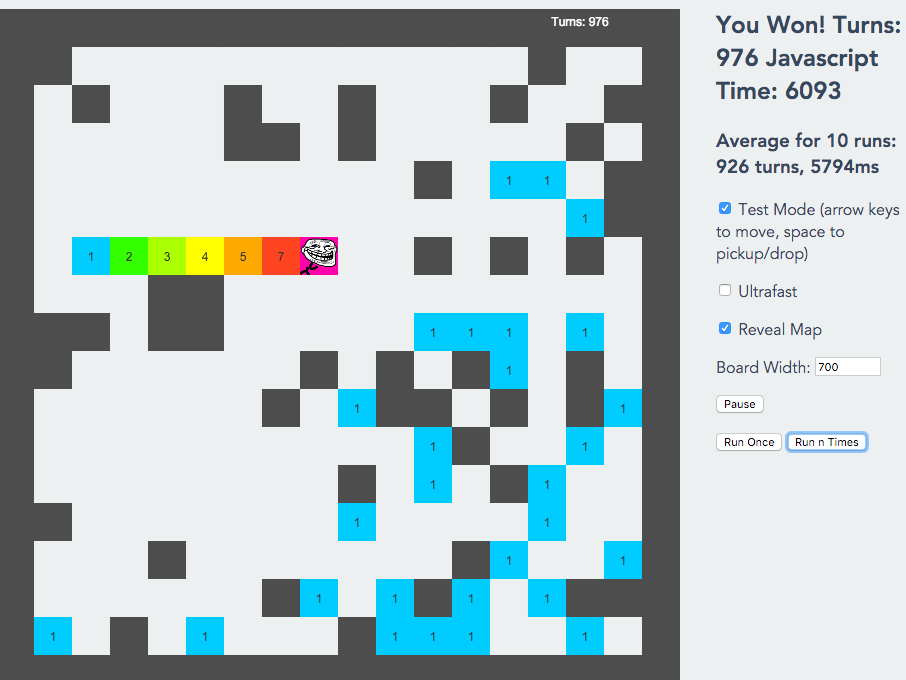 Turns: 976
1 1
1
1 2 3 4 5 7
1 1 1 1
1
1 1
1 1
1 1
1 1
1 1
1 1 1 1
1 1 1 1 1 1
You Won! Turns:
976 Javascript
Time: 6093
Average for 10 runs:
926 turns, 5794ms
Test Mode (arrow keys
to move, space to
pickup/drop)
Ultrafast
Reveal Map
Board Width: 700
Pause
Run Once Run n Times